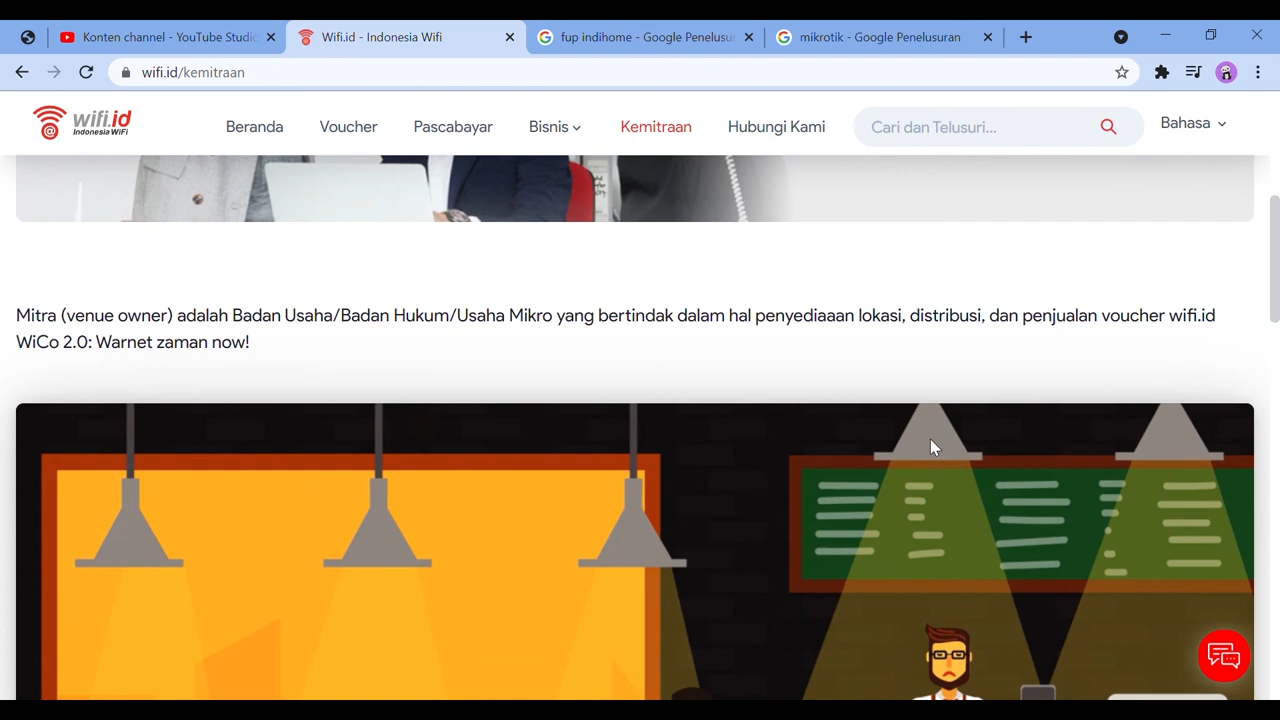 Konten channel - YouTube Studio
Wifi.id - Indonesia Wifi
fup indihome - Google Penelusur
mikrotik - Google Penelusuran
wifi.id/kemitraan
wifi.id
Indonesia WiFi
Beranda
Voucher
Pascabayar
Bisnis
Kemitraan
Hubungi Kami
Cari dan Telusuri...
Bahasa
Mitra (venue owner) adalah Badan Usaha/Badan Hukum/Usaha Mikro yang bertindak dalam hal penyediaaan lokasi, distribusi, dan penjualan voucher wifi.id
WiCo 2.0: Warnet zaman now!